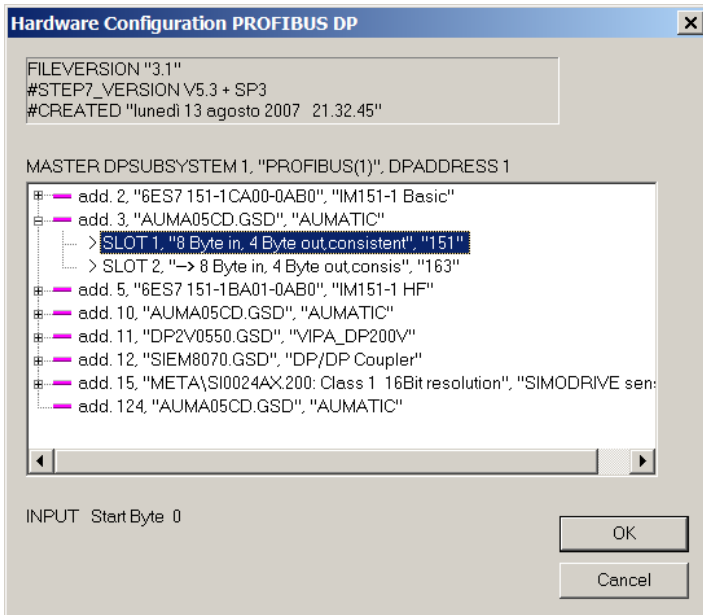 Hardware Configuration PROFIBUS DP
FILEVERSION "3.1"
#STEP7_VERSION V5.3 + SP3
#CREATED "lunedì 13 agosto 2007 21.32.45"
MASTER DPSUBSYSTEM 1, "PROFIBUS(1)", DPADDRESS 1
add. 2, "6ES7 151-1CA00-0AB0", "IM151-1 Basic"
add. 3, "AUMA05CD.GSD", "AUMATIC"
> SLOT 1, "8 Byte in, 4 Byte out,consistent", "151"
> SLOT 2, "--> 8 Byte in, 4 Byte out,consis", "163"
add. 5, "6ES7 151-1BA01-0AB0", "IM151-1 HF"
add. 10, "AUMA05CD.GSD", "AUMATIC"
add. 11, "DP2V0550.GSD", "VIPA_DP200V"
add. 12, "SIEM8070.GSD", "DP/DP Coupler"
add. 15, "META\SI0024AX.200: Class 1 16Bit resolution", "SIMODRIVE sen
add. 124, "AUMA05CD.GSD", "AUMATIC"
INPUT Start Byte 0
OK
Cancel